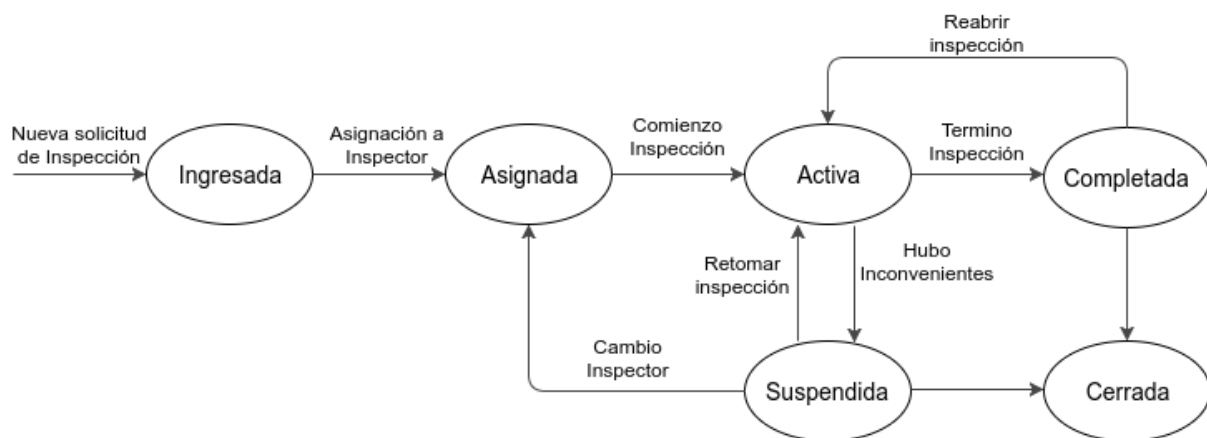 Reabrir
inspección
Nueva solicitud
de Inspección
Ingresada
Asignación a
Inspector
Asignada
Comienzo
Inspección
Activa
Termino
Inspección
Completada
Retomar
inspección
Hubo
Inconvenientes
Cambio
Inspector
Suspendida
Cerrada